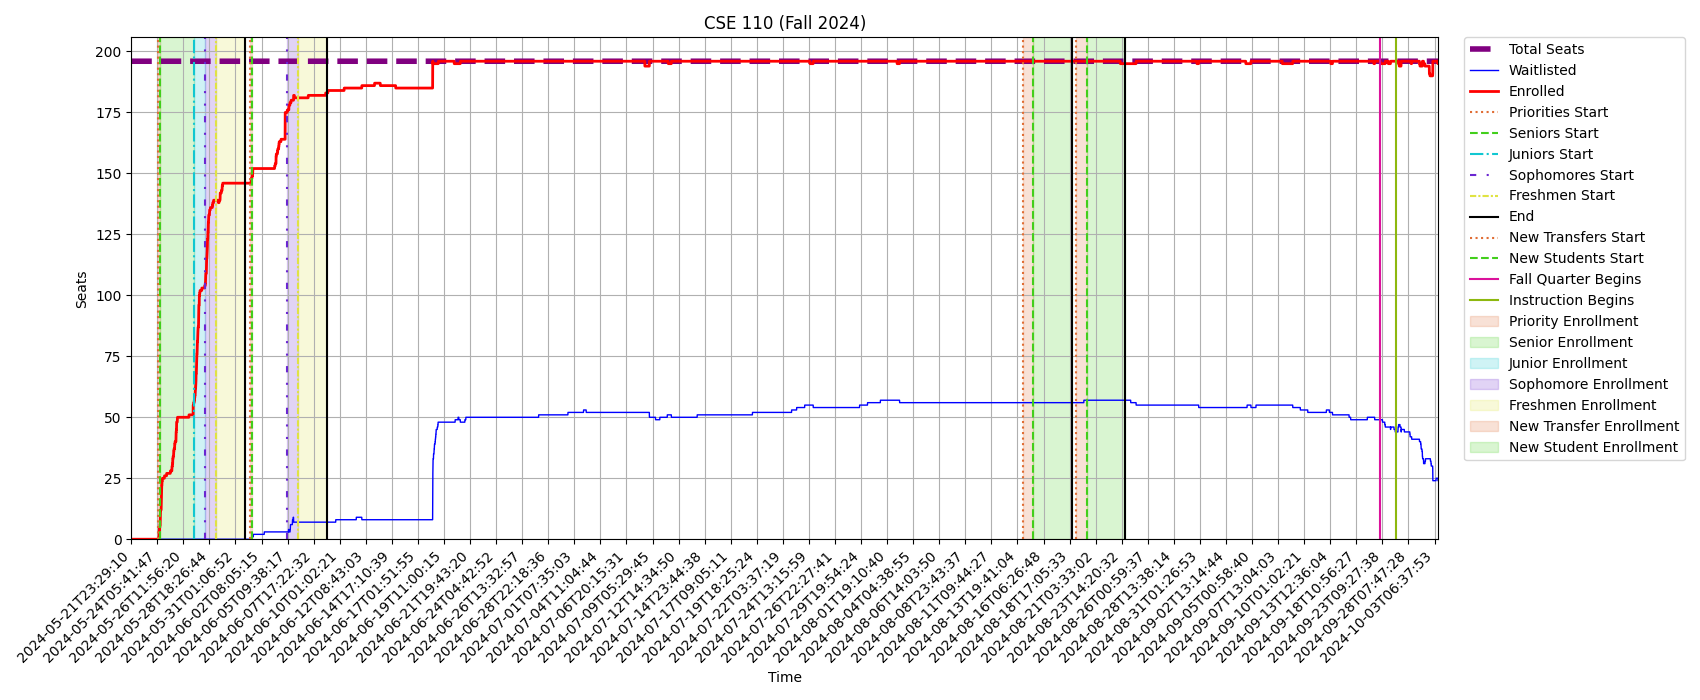 CSE 110 (Fall 2024)
Seats
200
175
150
125
100
75
50
25
0
2024-05-21T23:29:10
2024-05-24T05:41:47
2024-05-26T11:56:20
2024-05-28T18:26:44
2024-05-31T01:06:52
2024-06-02T08:05:15
2024-06-05T09:38:17
2024-06-07T17:22:32
2024-06-10T01:02:21
2024-06-12T08:43:03
2024-06-14T17:10:39
2024-06-17T01:51:55
2024-06-19T11:00:15
2024-06-21T19:43:20
2024-06-24T04:42:52
2024-06-26T13:32:57
2024-06-28T22:18:36
2024-07-01T07:35:03
2024-07-04T11:04:44
2024-07-06T20:15:31
2024-07-09T05:29:45
2024-07-12T14:34:50
2024-07-14T23:44:38
2024-07-17T09:05:11
2024-07-19T18:25:24
2024-07-22T03:37:19
2024-07-24T13:15:59
2024-07-26T22:27:41
2024-07-29T19:54:24
2024-08-01T19:10:40
2024-08-04T04:38:55
2024-08-06T14:03:50
2024-08-08T23:43:37
2024-08-11T09:44:27
2024-08-13T19:41:04
2024-08-16T06:26:48
2024-08-18T17:05:33
2024-08-21T03:33:02
2024-08-23T14:20:32
2024-08-26T00:59:37
2024-08-28T13:38:14
2024-08-31T01:26:53
2024-09-02T13:14:44
2024-09-05T00:58:40
2024-09-07T13:04:03
2024-09-10T01:02:21
2024-09-13T12:36:04
2024-09-18T10:56:27
2024-09-23T09:27:38
2024-09-28T07:47:28
2024-10-03T06:37:53
Time
Total Seats
Waitlisted
Enrolled
Priorities Start
Seniors Start
Juniors Start
Sophomores Start
Freshmen Start
End
New Transfers Start
New Students Start
Fall Quarter Begins
Instruction Begins
Priority Enrollment
Senior Enrollment
Junior Enrollment
Sophomore Enrollment
Freshmen Enrollment
New Transfer Enrollment
New Student Enrollment